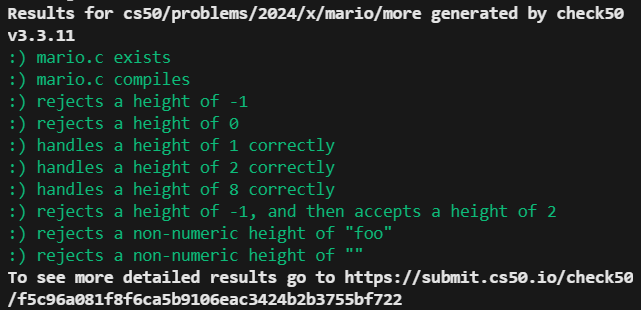 Results for cs50/problems/2024/x/mario/more generated by check50
v3.3.11
:) mario.c exists
:) mario.c compiles
:) rejects a height of -1
:) rejects a height of 0
:) handles a height of 1 correctly
:) handles a height of 2 correctly
:) handles a height of 8 correctly
:) rejects a height of -1, and then accepts a height of 2
:) rejects a non-numeric height of "foo"
:) rejects a non-numeric height of ""
To see more detailed results go to https://submit.cs50.io/check50
/f5c96a081f8f6ca5b9106eac3424b2b3755bf722